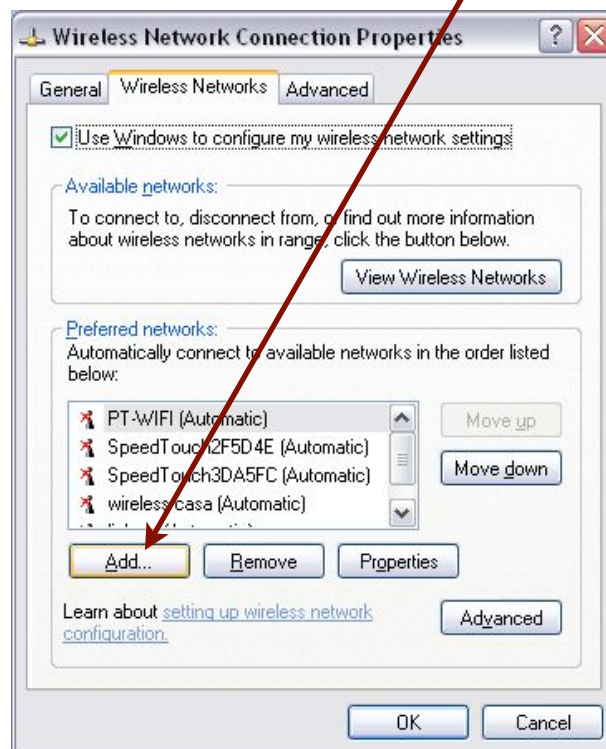 Wireless Network Connection Properties
General Wireless Networks Advanced
Use Windows to configure my wireless network settings
Available networks:
To connect to, disconnect from, or find out more information
about wireless networks in range, click the button below.
View Wireless Networks
Preferred networks:
Automatically connect to available networks in the order listed
below:
PT-WIFI (Automatic)
Move up
SpeedTouch2F5D4E (Automatic)
SpeedTouch3DA5FC (Automatic)
Move down
wireless casa (Automatic)
Add... Remove Properties
Learn about setting up wireless network
configuration.
Advanced
OK Cancel